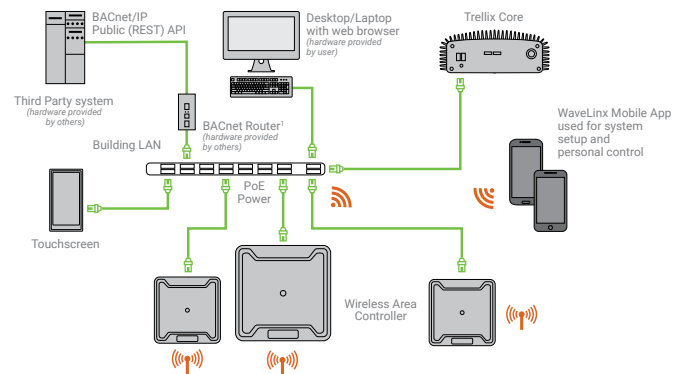 BACnet/IP
Public (REST) API
Desktop/Laptop
with web browser
(hardware provided
by user)
Trellix Core
Third Party system
(hardware provided
by others)
BACnet Router¹
(hardware provided
by others)
Building LAN
WaveLinx Mobile App
used for system
setup and
personal control
PoE
Power
Touchscreen
Wireless Area
Controller